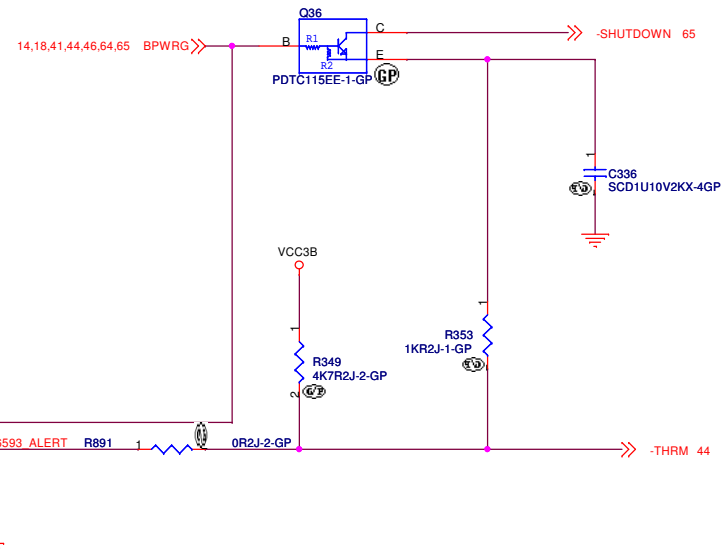 Q36
14,18,41,44,46,64,65 BPWRG
B
R1
R2
C
E
-SHUTDOWN 65
PDTC115EE-1-GP
GP
1
C336
SCD1U10V2KX-4GP
VCC3B
1
R349
4K7R2J-2-GP
2
1
R353
1KR2J-1-GP
6593_ALERT
R891
1
0R2J-2-GP
-THRM 44